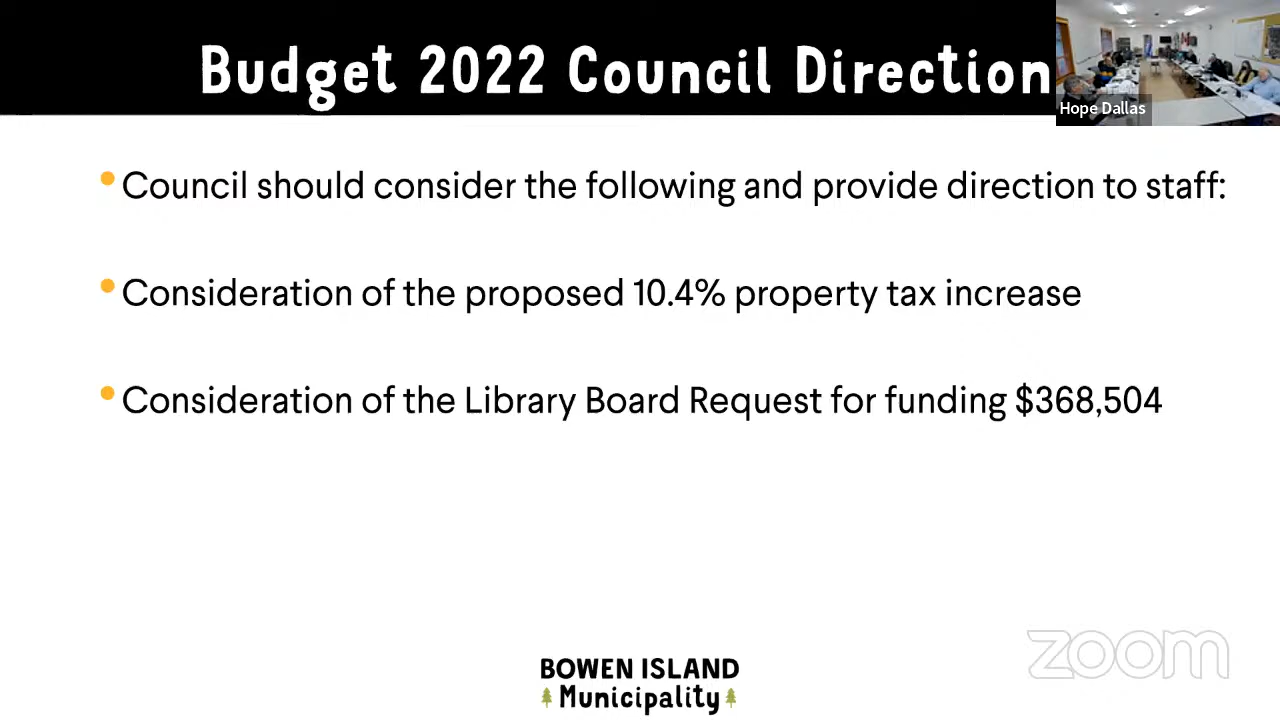 Budget 2022 Council Direction
Hope Dallas
•Council should consider the following and provide direction to staff:
•Consideration of the proposed 10.4% property tax increase
•Consideration of the Library Board Request for funding $368,504
zoom
BOWEN ISLAND
Municipality